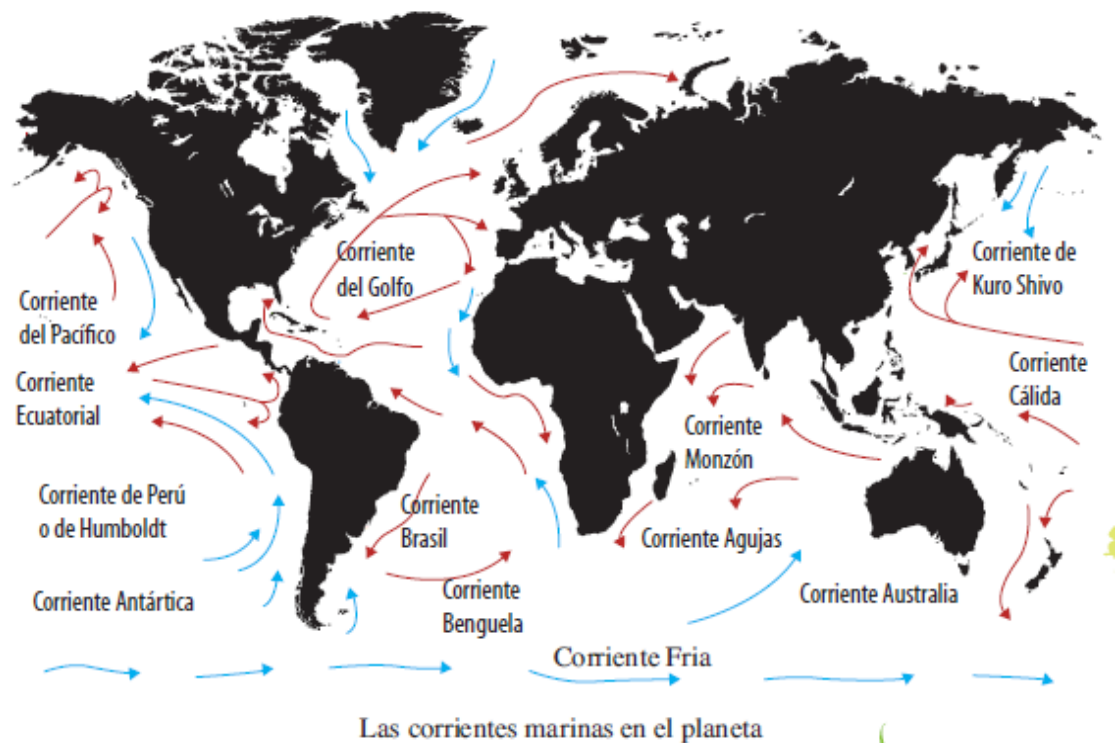 Corriente
del Golfo
Corriente de
Kuro Shivo
Corriente
del Pacífico
Corriente
Ecuatorial
Corriente
Cálida
Corriente
Monzón
Corriente de Perú
o de Humboldt
Corriente
Brasil
Corriente Agujas
Corriente Antártica
Corriente
Benguela
Corriente Australia
Corriente Fria
Las corrientes marinas en el planeta